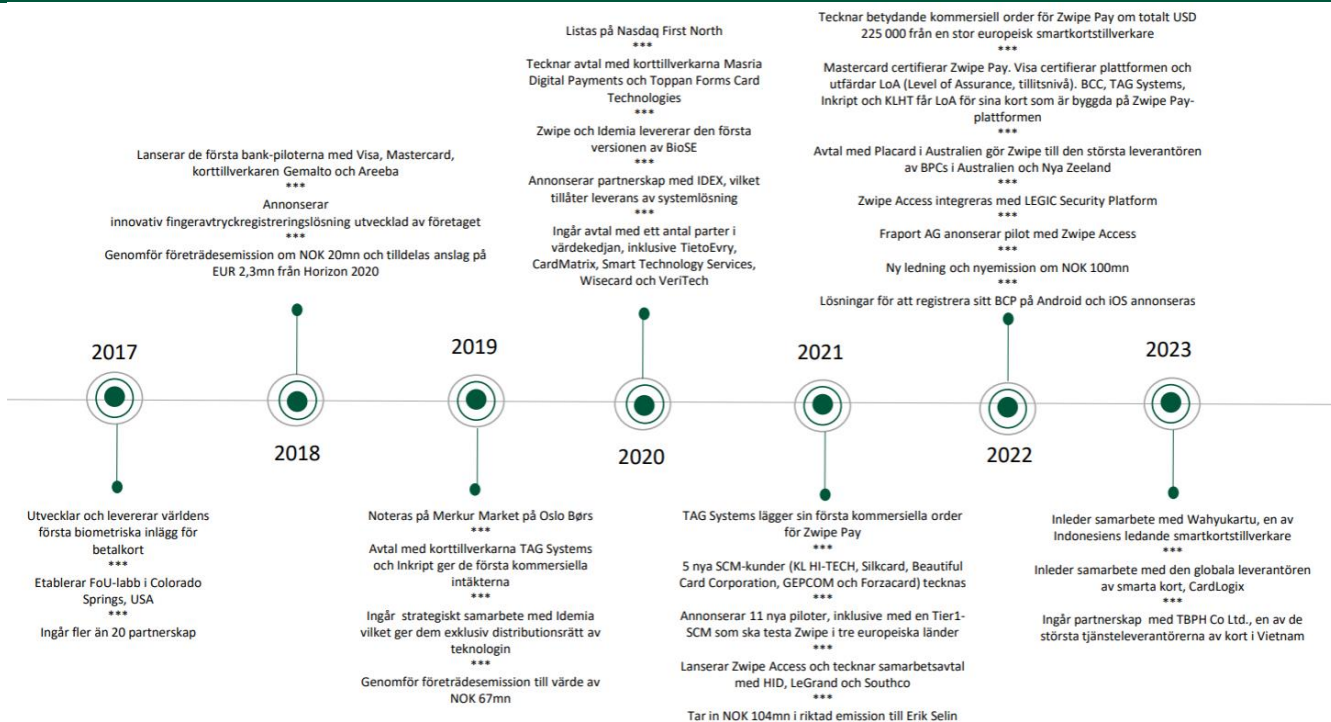 2017
Utvecklar och levererar världens
första biometriska inlägg för
betalkort
***
Etablerar FoU-labb i Colorado
Springs, USA
***
Ingår fler än 20 partnerskap
Lanserar de första bank-piloterna med Visa, Mastercard,
korttillverkaren Gemalto och Areeba
***
Annonserar
innovativ fingeravtryckregistreringslösning utvecklad av företaget
***
Genomför företrädesemission om NOK 20mn och tilldelas anslag på
EUR 2,3mn från Horizon 2020
2018
2019
Noteras på Merkur Market på Oslo Børs
***
Avtal med korttillverkarna TAG Systems
och Inkript ger de första kommersiella
intäkterna
***
Ingår strategiskt samarbete med Idemia
vilket ger dem exklusiv distributionsrätt av
teknologin
***
Genomför företrädesemission till värde av
NOK 67mn
Listas på Nasdaq First North
***
Tecknar avtal med korttillverkarna Masria
Digital Payments och Toppan Forms Card
Technologies
***
Zwipe och Idemia levererar den första
versionen av BioSE
***
Annonserar partnerskap med IDEX, vilket
tillåter leverans av systemlösning
***
Ingår avtal med ett antal parter i
värdekedjan, inklusive TietoEvry,
CardMatrix, Smart Technology Services,
Wisecard och VeriTech
2020
2021
TAG Systems lägger sin första kommersiella order
för Zwipe Pay
***
5 nya SCM-kunder (KL HI-TECH, Silkcard, Beautiful
Card Corporation, GEPCOM och Forzacard) tecknas
***
Annonserar 11 nya piloter, inklusive med en Tier1-
SCM som ska testa Zwipe i tre europeiska länder
***
Lanserar Zwipe Access och tecknar samarbetsavtal
med HID, LeGrand och Southco
***
Tar in NOK 104mn i riktad emission till Erik Selin
Tecknar betydande kommersiell order för Zwipe Pay om totalt USD
225 000 från en stor europeisk smartkortstillverkare
***
Mastercard certifierar Zwipe Pay. Visa certifierar plattformen och
utfärdar LoA (Level of Assurance, tillitsnivå). BCC, TAG Systems,
Inkript och KLHT får LoA för sina kort som är byggda på Zwipe Pay-
plattformen
***
Avtal med Placard i Australien gör Zwipe till den största leverantören
av BPCs i Australien och Nya Zeeland
***
Zwipe Access integreras med LEGIC Security Platform
***
Fraport AG anonserar pilot med Zwipe Access
***
Ny ledning och nyemission om NOK 100mn
***
Lösningar för att registrera sitt BCP på Android och iOS annonseras
2022
2023
Inleder samarbete med Wahyukartu, en av
Indonesiens ledande smartkortstillverkare
***
Inleder samarbete med den globala leverantören
av smarta kort, CardLogix
***
Ingår partnerskap med TBPH Co Ltd., en av de
största tjänsteleverantörerna av kort i Vietnam